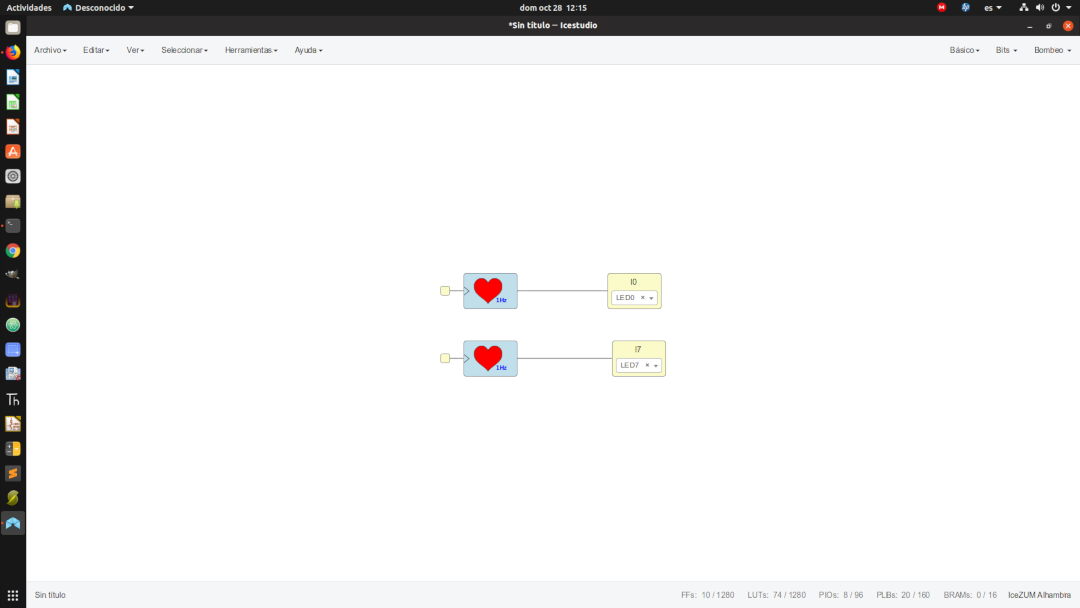 Actividades Desconocido dom oct 28 12:15 es
*Sin título — Icestudio
Archivo Editar Ver Seleccionar Herramientas Ayuda Básico Bits Bombeo
1Hz
l0
LED0 ×
1Hz
l7
LED7 ×
Sin título FFs: 10 / 1280 LUTs: 74 / 1280 PIOs: 8 / 96 PLBs: 20 / 160 BRAMs: 0 / 16 IceZUM Alhambra